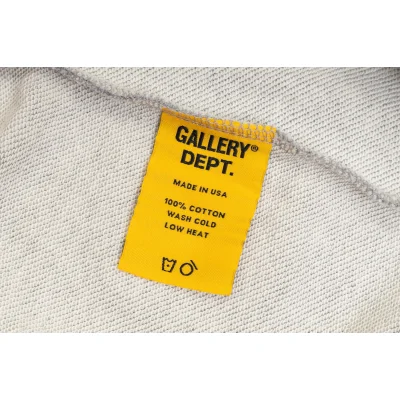 GALLERY®
DEPT.
MADE IN USA
100% COTTON
WASH COLD
LOW HEAT